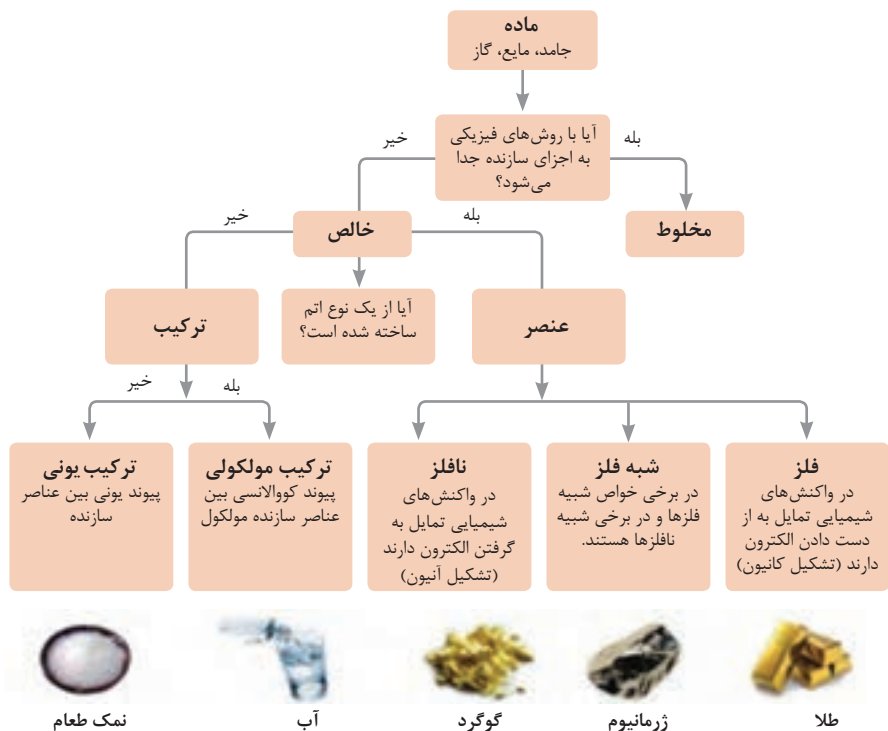 ماده
جامد، مایع، گاز
آیا با روش‌های فیزیکی
به اجزای سازنده جدا
می‌شود؟
بله
خیر
مخلوط
خالص
بله
خیر
آیا از یک نوع اتم
ساخته شده است؟
عنصر
ترکیب
بله
خیر
فلز
در واکنش‌های
شیمیایی تمایل به از
دست دادن الکترون
دارند (تشکیل کاتیون)
شبه فلز
در برخی خواص شبیه
فلزها و در برخی شبیه
نافلزها هستند.
نافلز
در واکنش‌های
شیمیایی تمایل به
گرفتن الکترون دارند
(تشکیل آنیون)
ترکیب مولکولی
پیوند کووالانسی بین
عناصر سازنده مولکول
ترکیب یونی
پیوند یونی بین عناصر
سازنده
طلا
ژرمانیوم
گوگرد
آب
نمک طعام